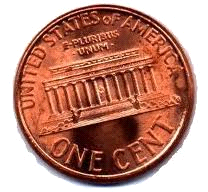 UNITED STATES OF AMERICA
E·PLURIBUS
UNUM
ONE CENT